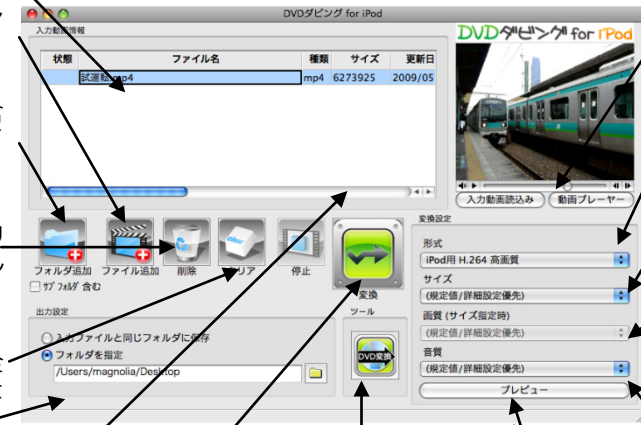 DVDダビング for iPod
入力動画情報
状態 ファイル名 種類 サイズ 更新日
試運転.mp4 mp4 6273925 2009/05
DVDダビング for iPod
入力動画読込み 動画プレーヤー
フォルダ追加 ファイル追加 削除 クリア 停止 変換
サブフォルダ 含む
出力設定
入力ファイルと同じフォルダに保存
フォルダを指定
/Users/magnolia/Desktop
ツール
DVD変換
変換設定
形式
iPod用 H.264 高画質
サイズ
(規定値/詳細設定優先)
画質 (サイズ指定時)
(規定値/詳細設定優先)
音質
(規定値/詳細設定優先)
プレビュー